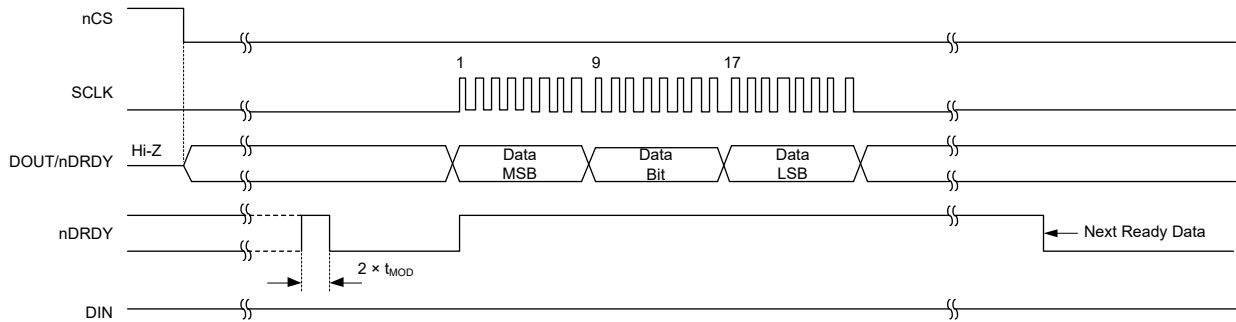 nCS
1 9 17
SCLK
DOUT/nDRDY
Hi-Z
Data
MSB
Data
Bit
Data
LSB
nDRDY
Next Ready Data
2 × tMOD
DIN